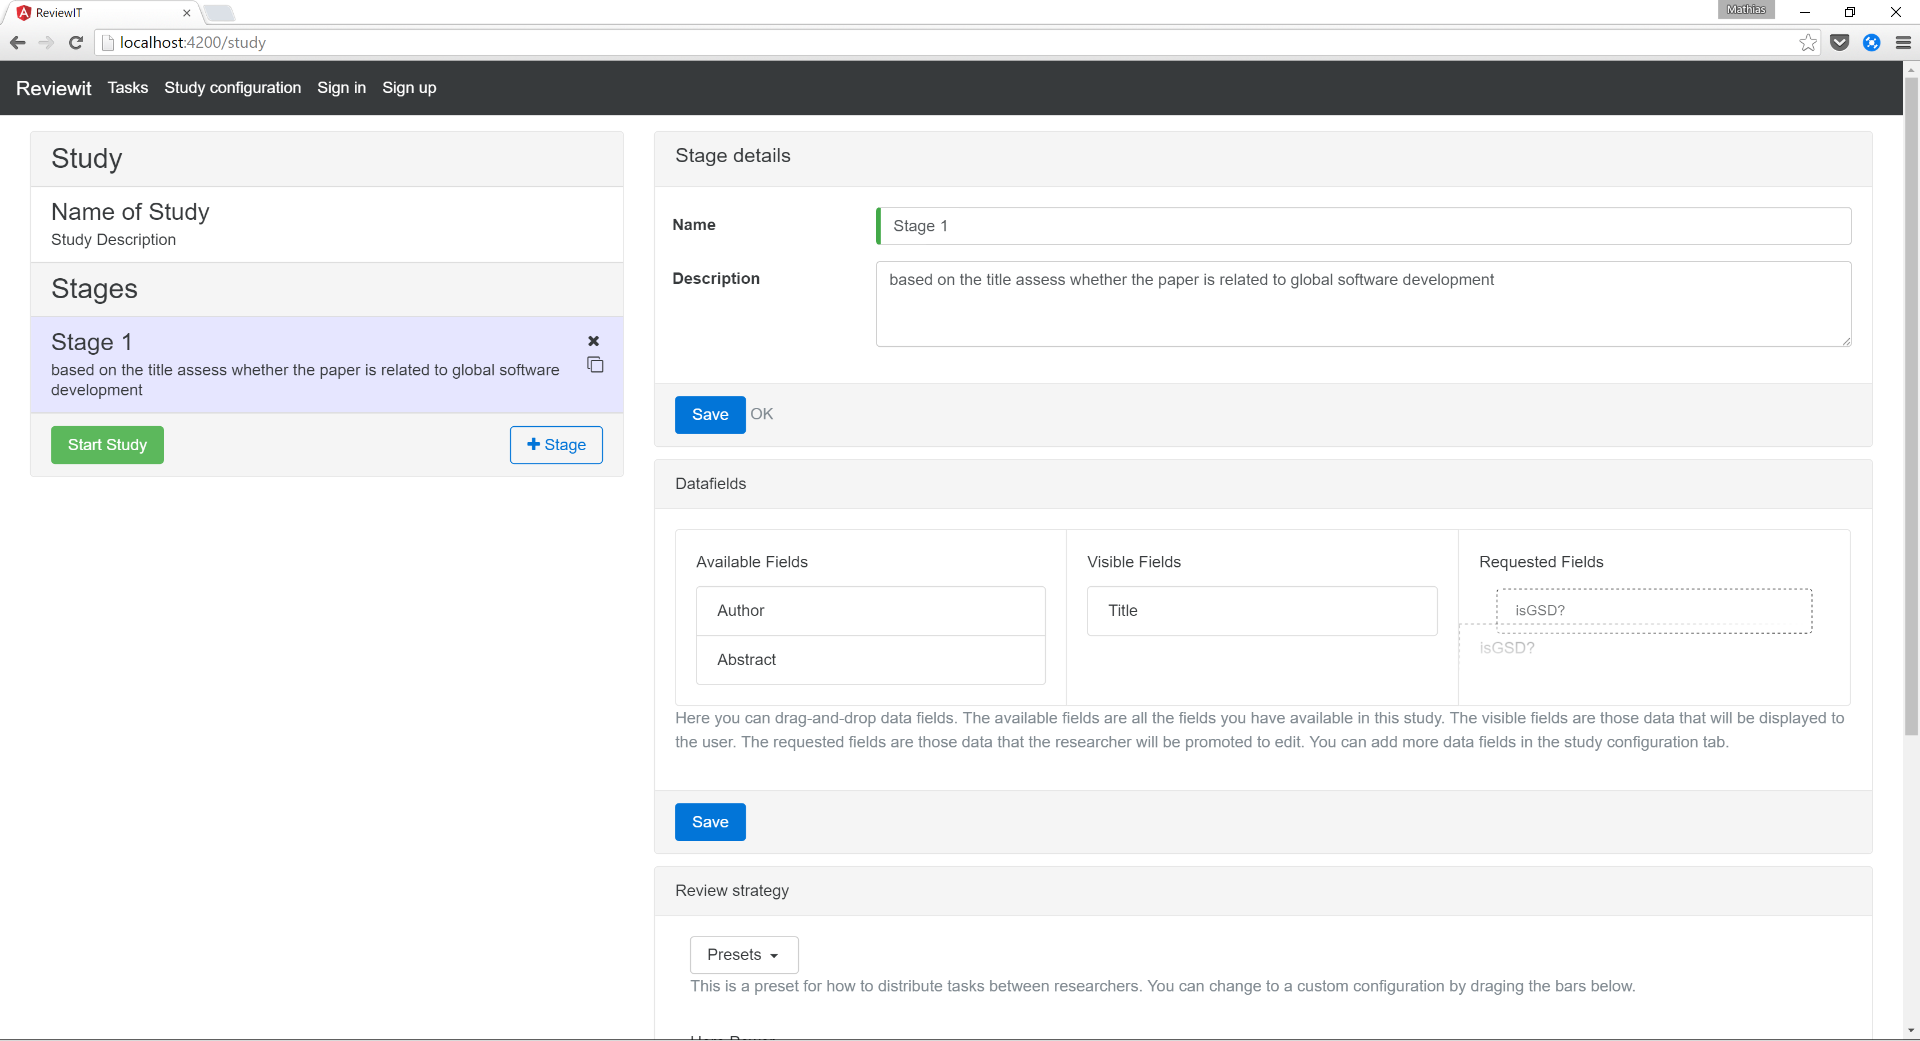 ReviewIT
Mathias
localhost:4200/study
Reviewit Tasks Study configuration Sign in Sign up
Study
Name of Study
Study Description
Stages
Stage 1
based on the title assess whether the paper is related to global software
development
Start Study
Stage
Stage details
Name
Stage 1
Description
based on the title assess whether the paper is related to global software development
Save OK
Datafields
Available Fields
Author
Abstract
Visible Fields
Title
Requested Fields
isGSD?
isGSD?
Here you can drag-and-drop data fields. The available fields are all the fields you have available in this study. The visible fields are those data that will be displayed to
the user. The requested fields are those data that the researcher will be promoted to edit. You can add more data fields in the study configuration tab.
Save
Review strategy
Presets
This is a preset for how to distribute tasks between researchers. You can change to a custom configuration by draging the bars below.